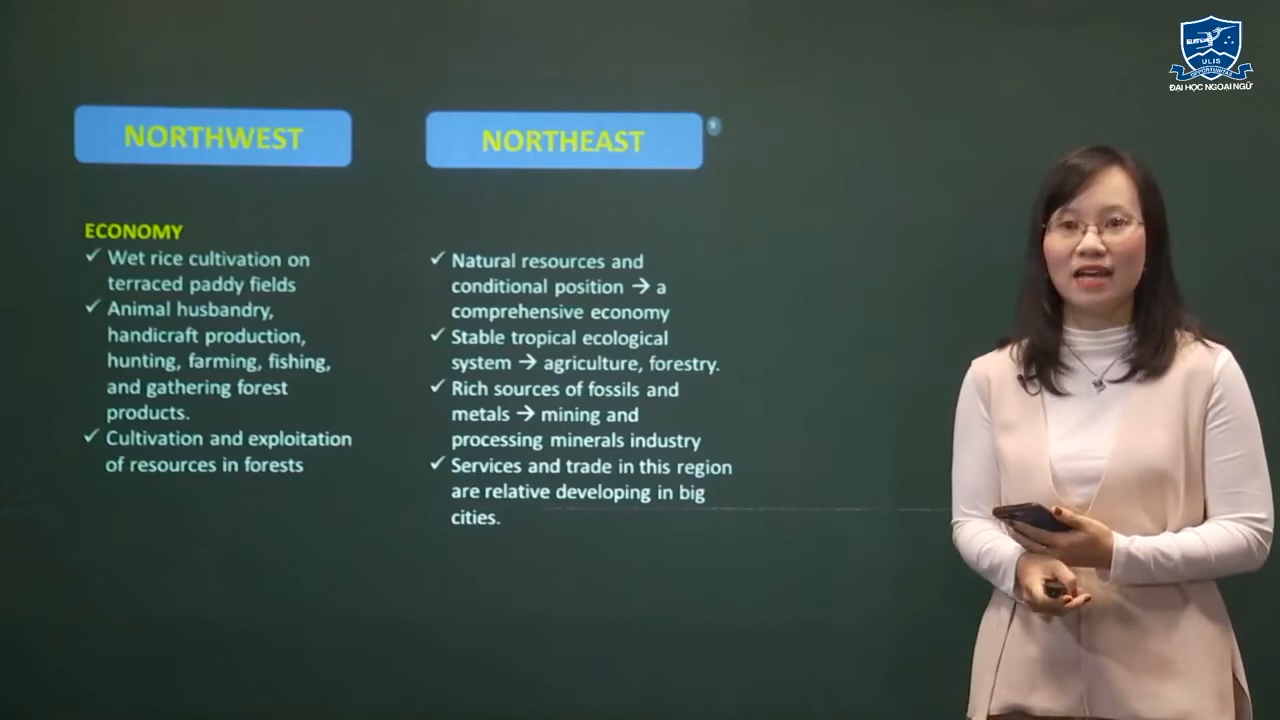 NORTHWEST
ECONOMY
✓ Wet rice cultivation on
terraced paddy fields
✓ Animal husbandry,
handicraft production,
hunting, farming, fishing,
and gathering forest
products.
✓ Cultivation and exploitation
of resources in forests
NORTHEAST
✓ Natural resources and
conditional position → a
comprehensive economy
✓ Stable tropical ecological
system → agriculture, forestry.
✓ Rich sources of fossils and
metals → mining and
processing minerals industry
✓ Services and trade in this region
are relative developing in big
cities.
ULIS
ĐẠI HỌC NGOẠI NGỮ